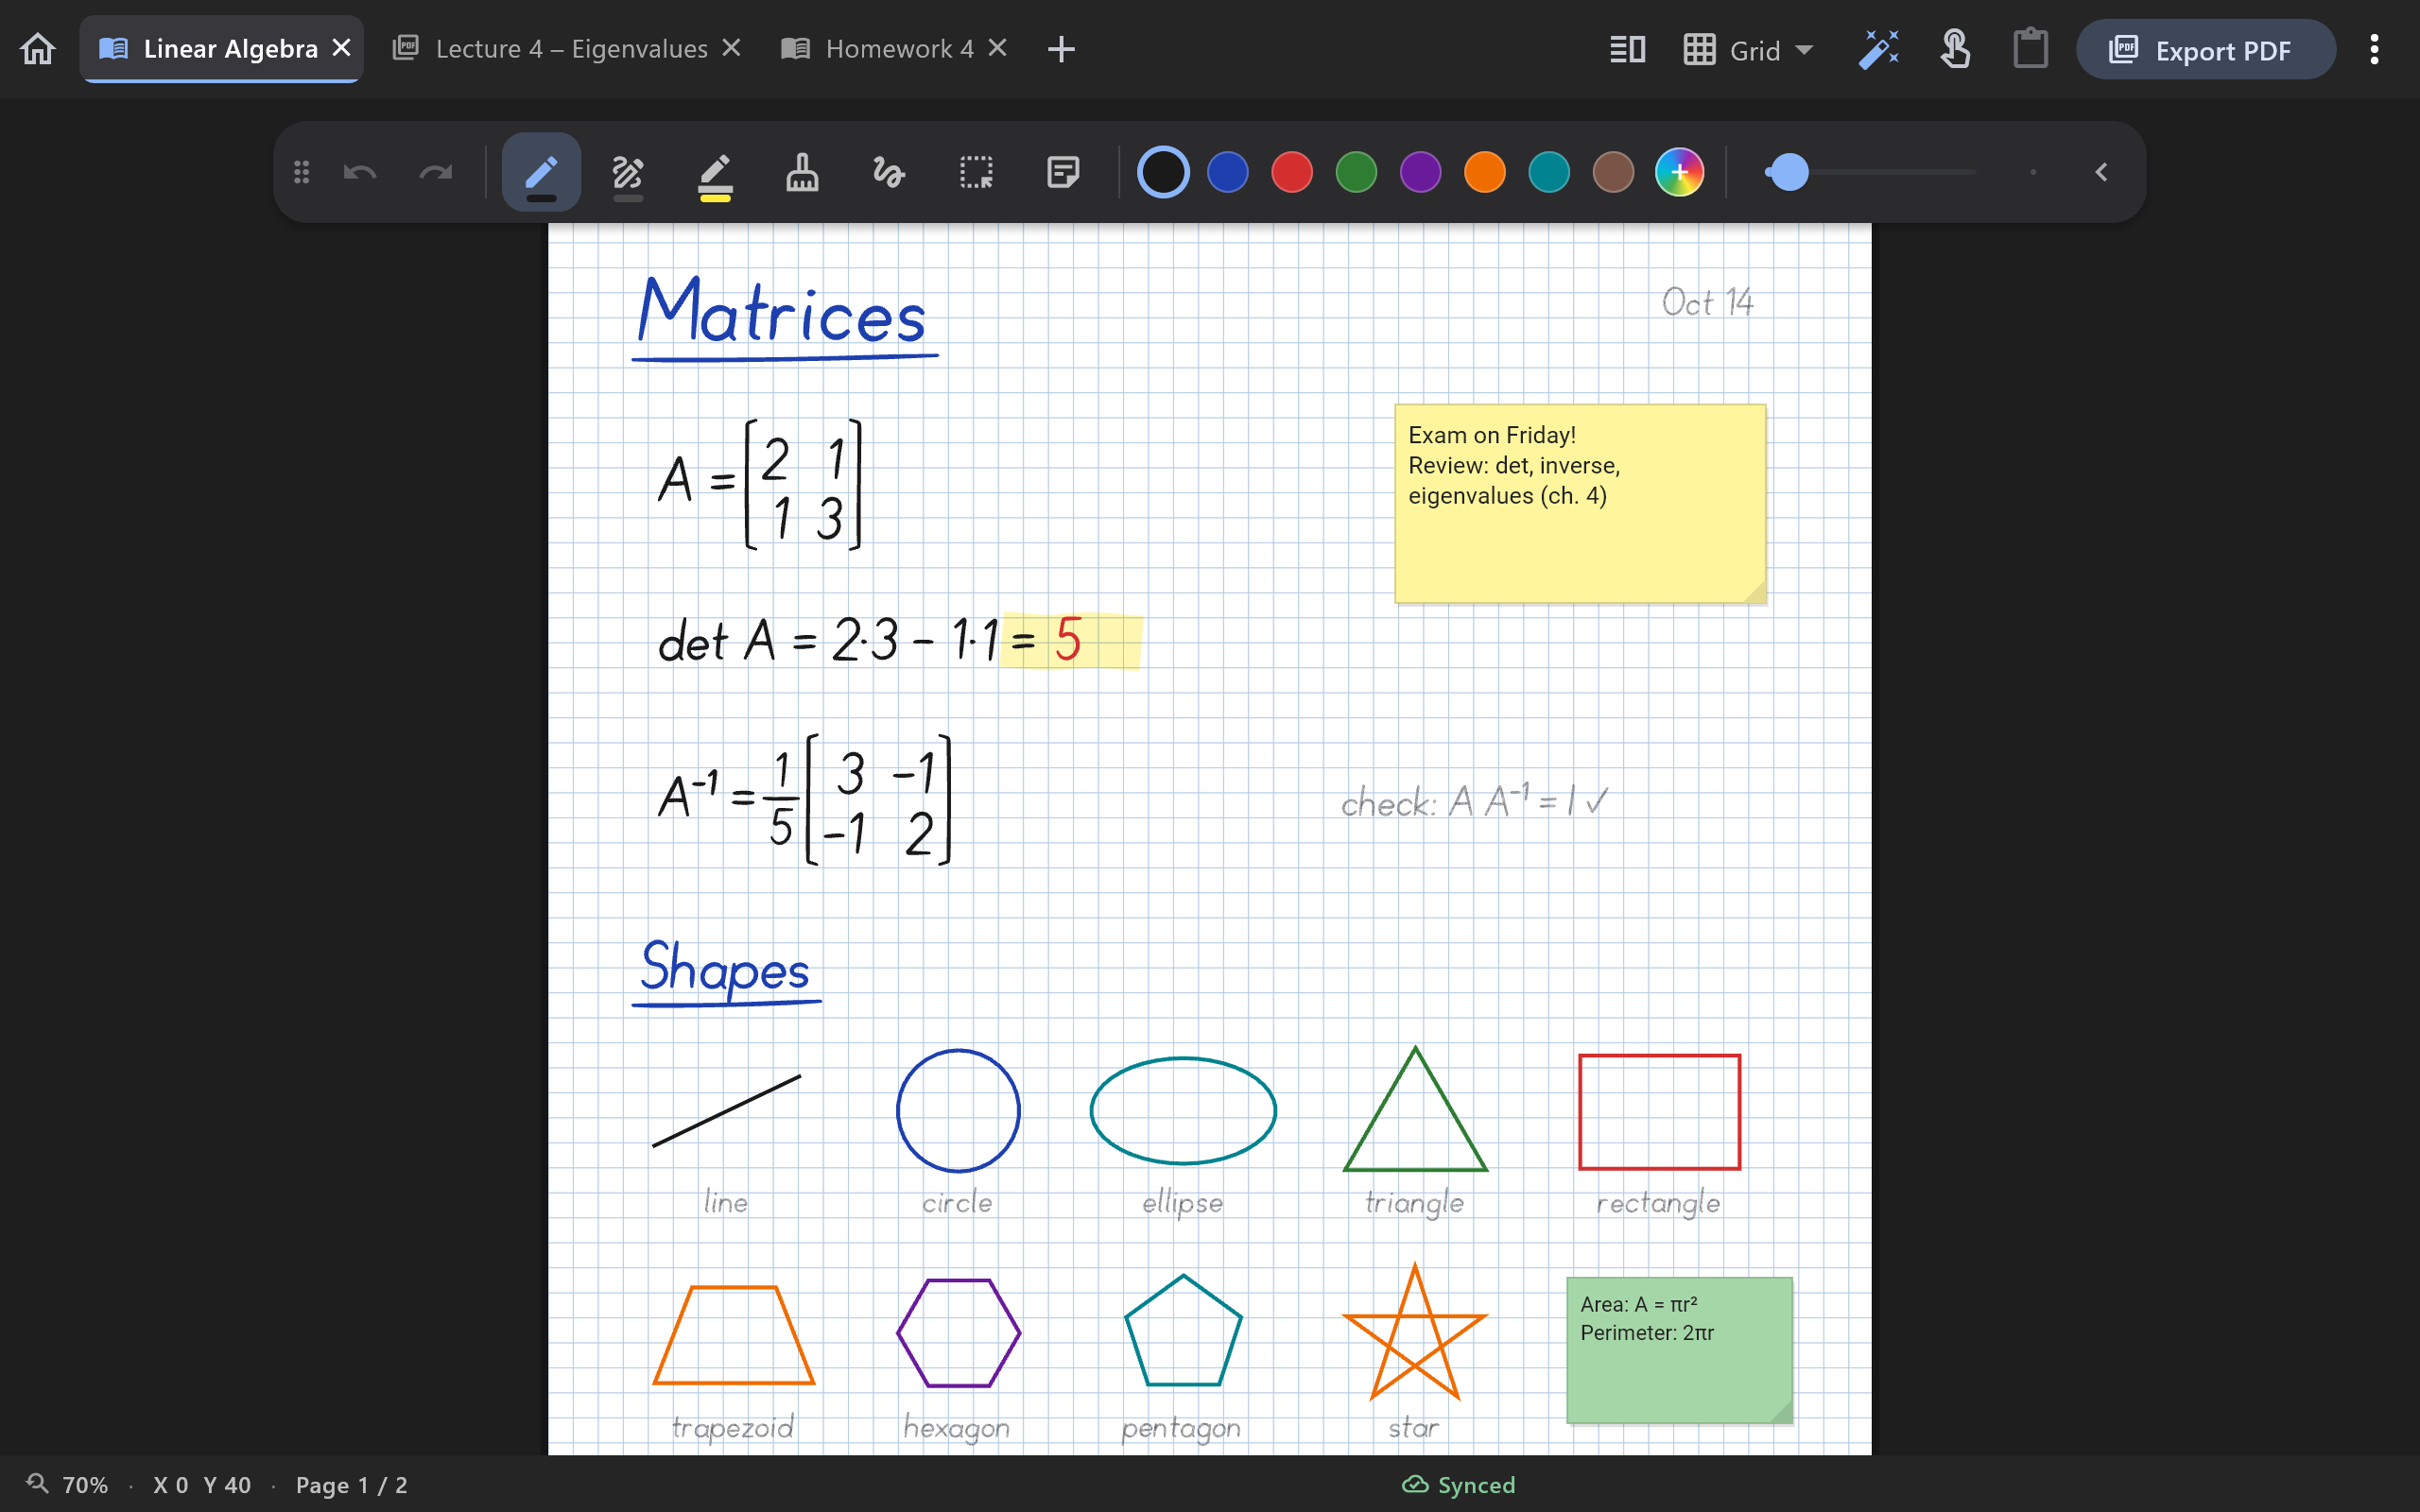 Linear Algebra
Lecture 4 – Eigenvalues
Homework 4
Grid
Export PDF
Matrices
Oct 14
A = [2 1
1 3]
Exam on Friday!
Review: det, inverse,
eigenvalues (ch. 4)
det A = 2·3 − 1·1 = 5
A⁻¹ = 1/5 [3 −1
−1 2]
check: A A⁻¹ = I ✓
Shapes
line
circle
ellipse
triangle
rectangle
Area: A = πr²
Perimeter: 2πr
trapezoid
hexagon
pentagon
star
70% · X 0 Y 40 · Page 1 / 2
Synced